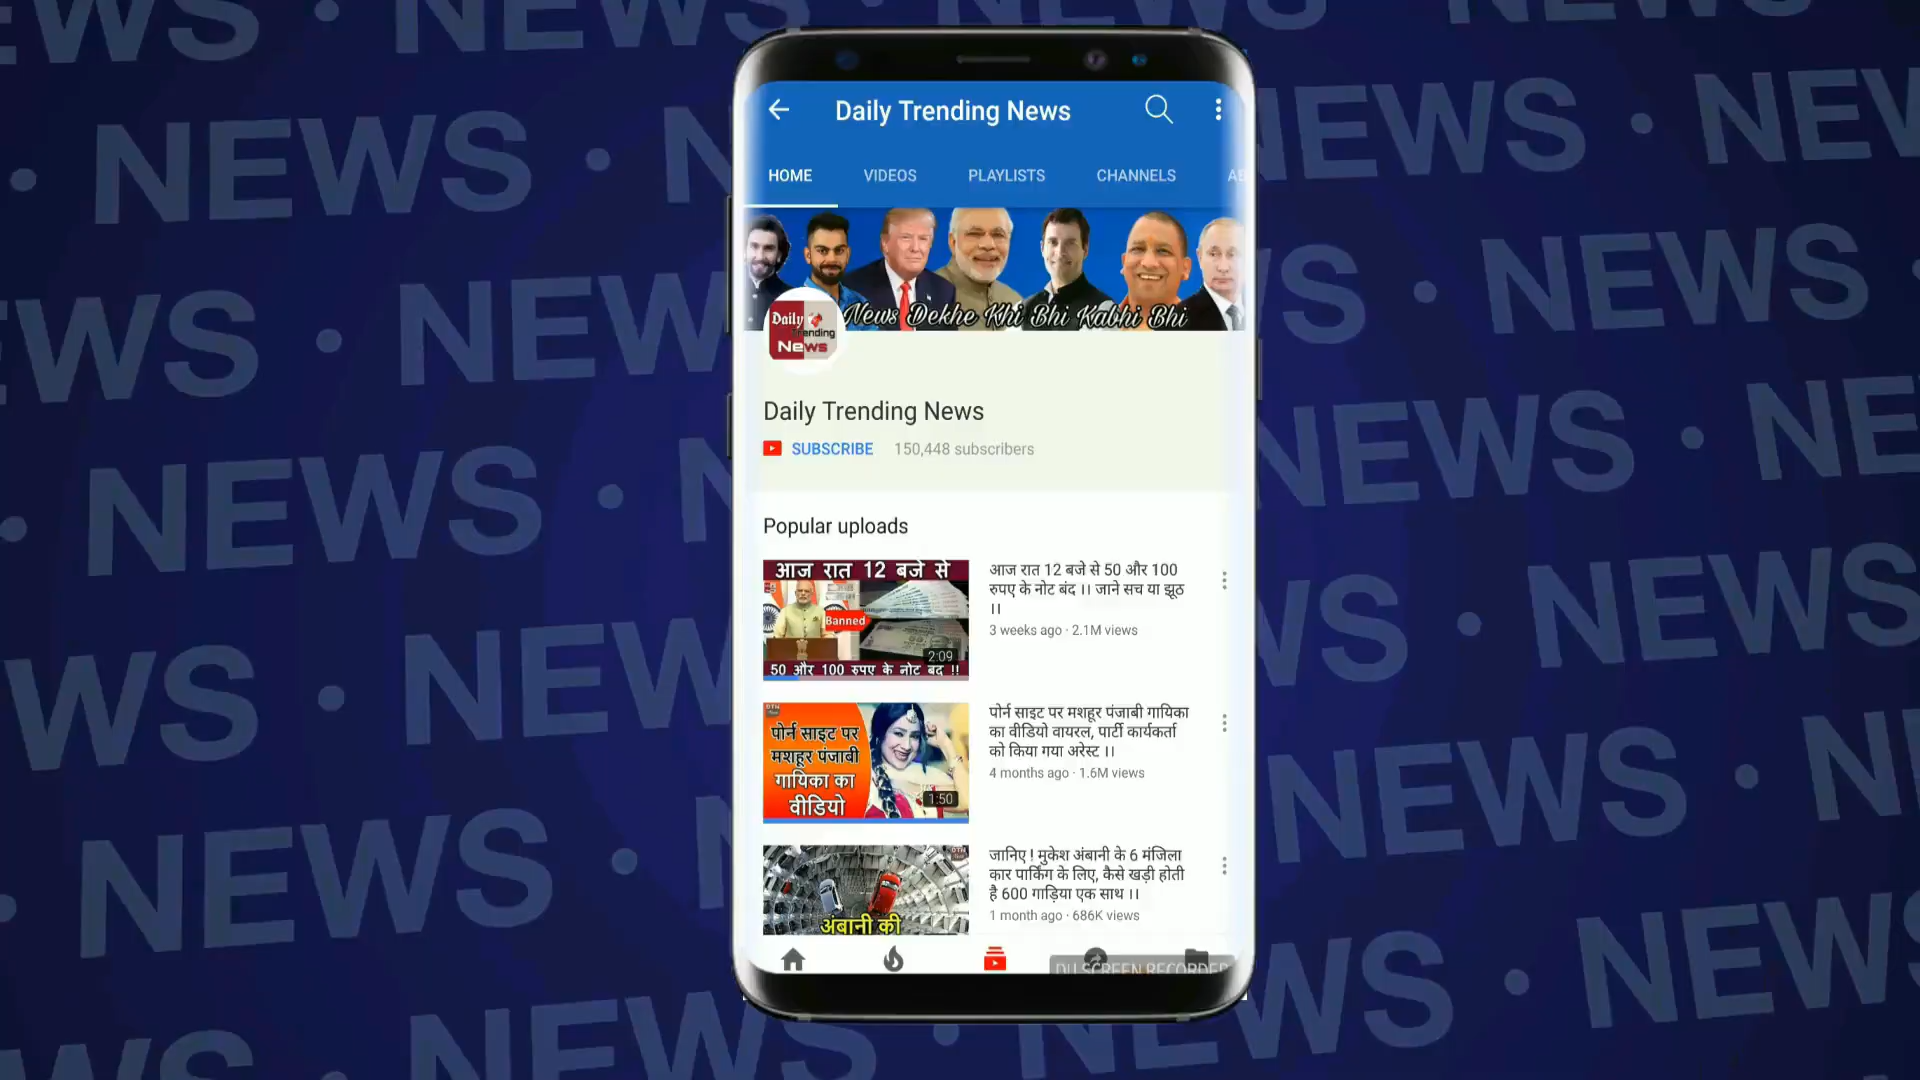 NEWS • NEWS
Daily Trending News
HOME
VIDEOS
PLAYLISTS
CHANNELS
News Dekhe Khi Bhi Kabhi Bhi
Daily
Trending
News
Daily Trending News
SUBSCRIBE
150,448 subscribers
Popular uploads
आज रात 12 बजे से
Banned
2:09
50 और 100 रुपए के नोट बंद !!
आज रात 12 बजे से 50 और 100
रुपए के नोट बंद ।। जाने सच या झूठ
।।
3 weeks ago · 2.1M views
DTN
पोर्न साइट पर
मशहूर पंजाबी
गायिका का
वीडियो
1:50
पोर्न साइट पर मशहूर पंजाबी गायिका
का वीडियो वायरल, पार्टी कार्यकर्ता
को किया गया अरेस्ट ।।
4 months ago · 1.6M views
DTN
अंबानी की
जानिए ! मुकेश अंबानी के 6 मंजिला
कार पार्किंग के लिए, कैसे खड़ी होती
है 600 गाड़िया एक साथ ।।
1 month ago · 686K views
DU SCREEN RECORDER